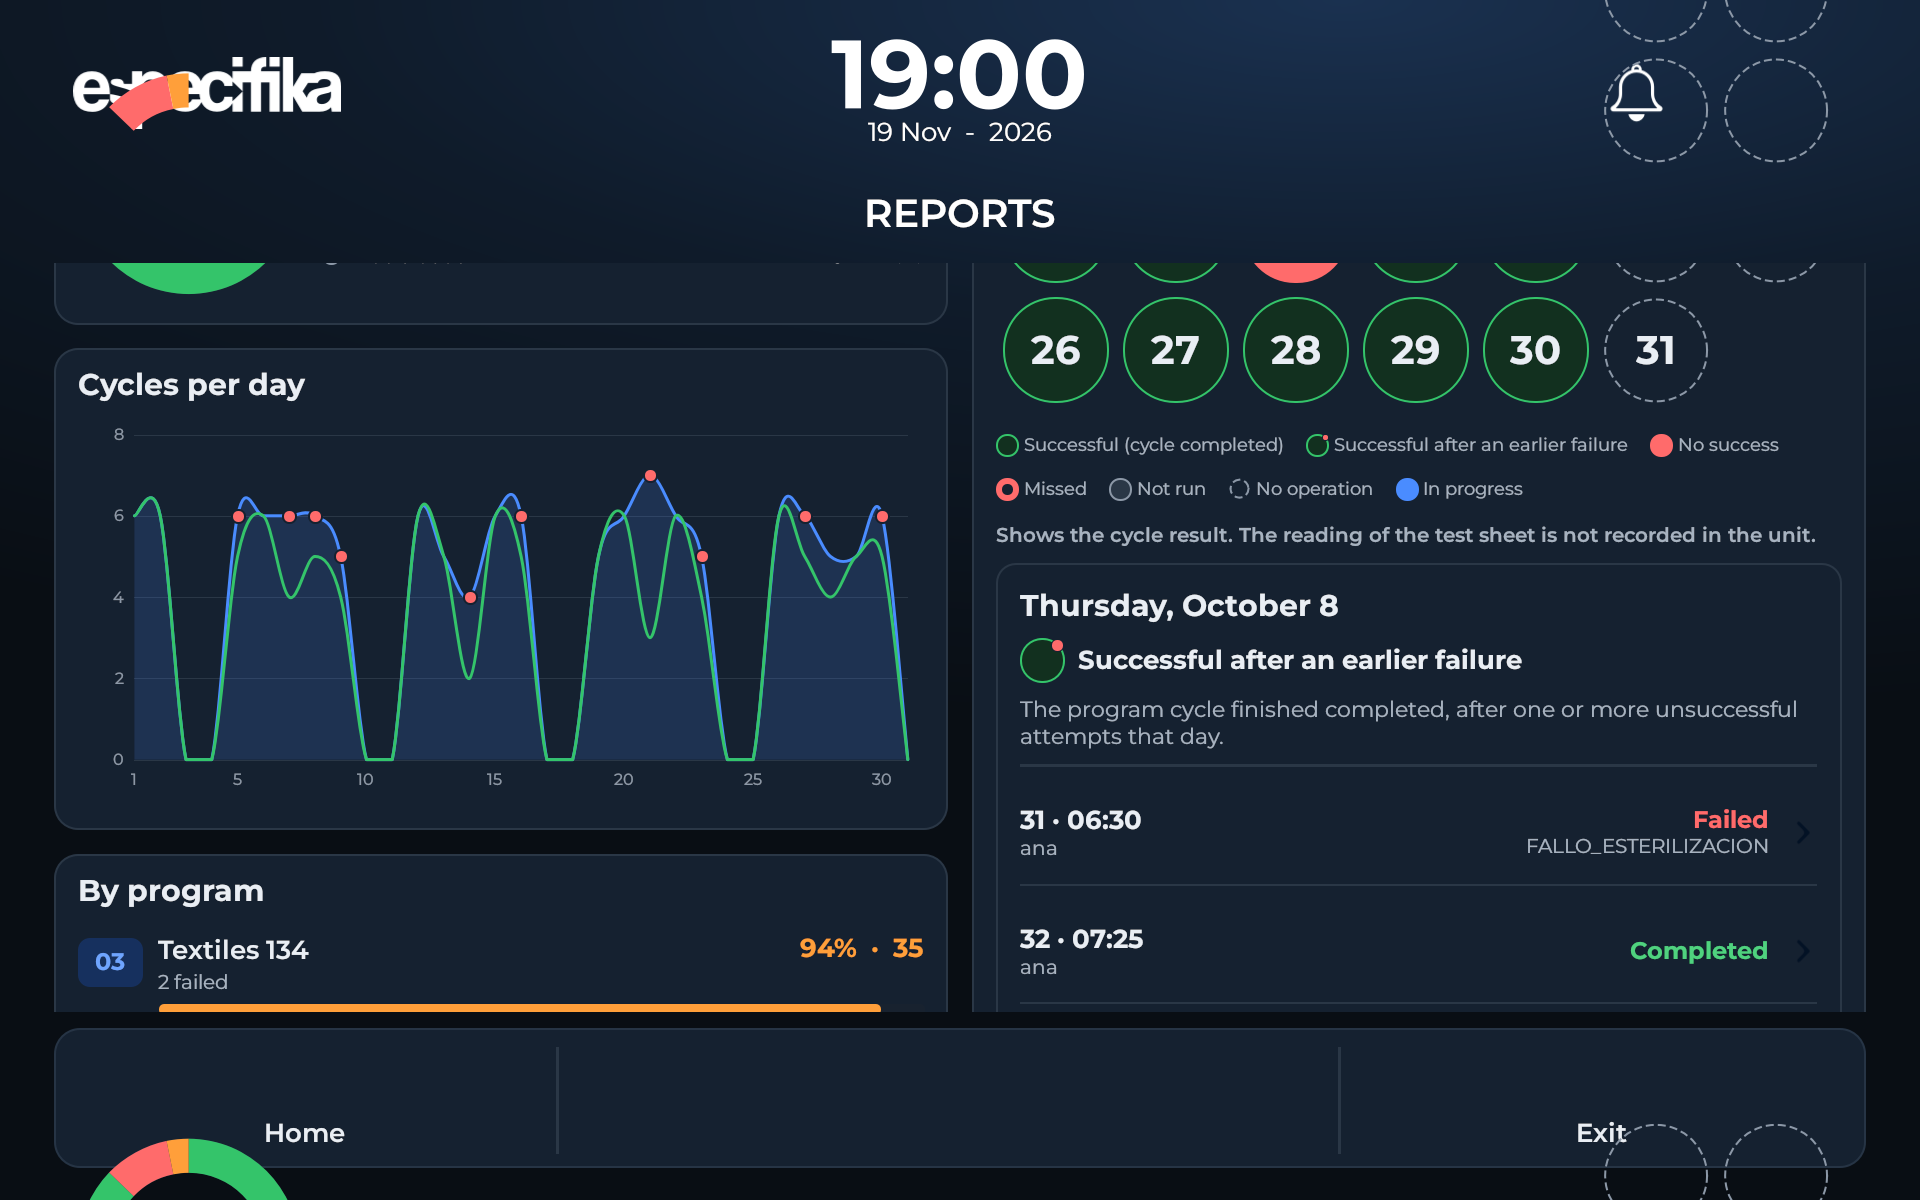 especifika
19:00
19 Nov - 2026
REPORTS
26 27 28 29 30 31
Cycles per day
8
6
4
2
0
1 5 10 15 20 25 30
Successful (cycle completed) Successful after an earlier failure No success
Missed Not run No operation In progress
Shows the cycle result. The reading of the test sheet is not recorded in the unit.
Thursday, October 8
Successful after an earlier failure
The program cycle finished completed, after one or more unsuccessful
attempts that day.
31 · 06:30
ana
Failed
FALLO_ESTERILIZACION
32 · 07:25
ana
Completed
By program
03
Textiles 134
2 failed
94% · 35
Home
Exit